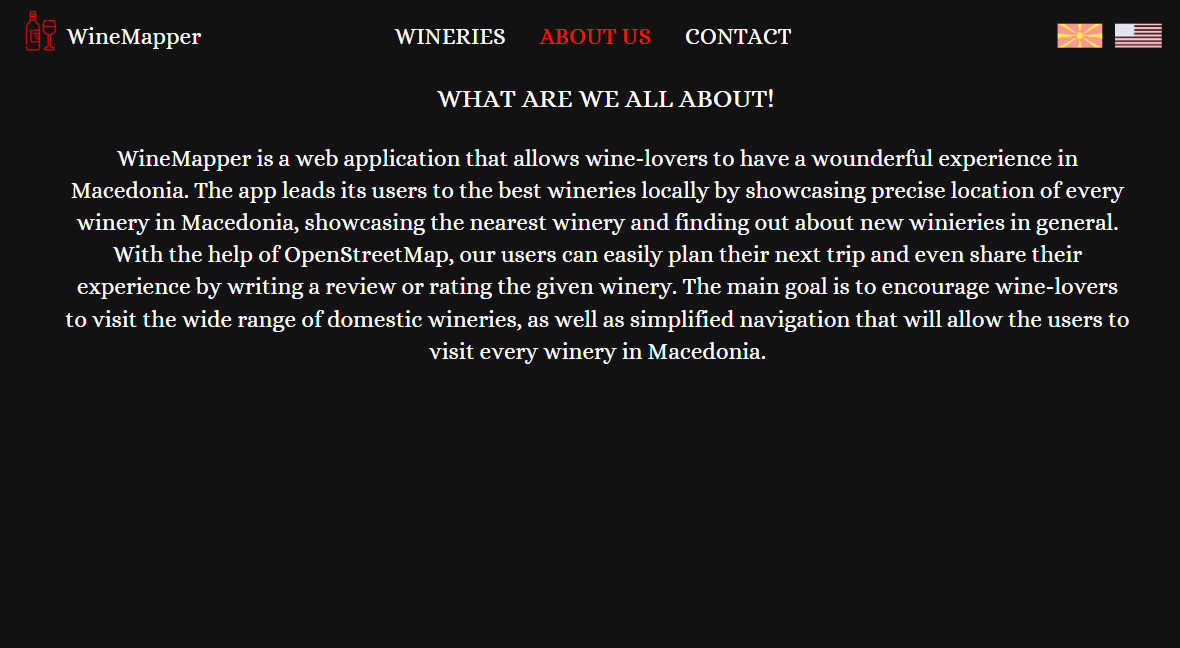 WineMapper
WINERIES
ABOUT US
CONTACT
WHAT ARE WE ALL ABOUT!
WineMapper is a web application that allows wine-lovers to have a wounderful experience in
Macedonia. The app leads its users to the best wineries locally by showcasing precise location of every
winery in Macedonia, showcasing the nearest winery and finding out about new winieries in general.
With the help of OpenStreetMap, our users can easily plan their next trip and even share their
experience by writing a review or rating the given winery. The main goal is to encourage wine-lovers
to visit the wide range of domestic wineries, as well as simplified navigation that will allow the users to
visit every winery in Macedonia.